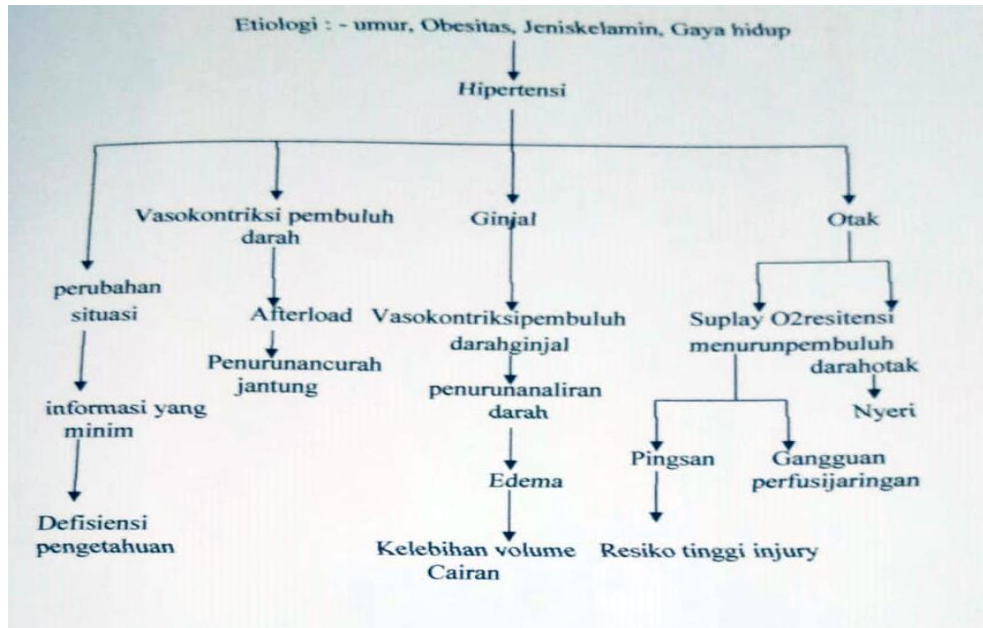 Etiologi : - umur, Obesitas, Jeniskelamin, Gaya hidup
Hipertensi
Vasokontriksi pembuluh
darah
Ginjal
Otak
perubahan
situasi
Afterload
Vasokontriksipembuluh
darahginjal
Suplay O2resitensi
menurunpembuluh
darahotak
Penurunancurah
jantung
penurunanaliran
darah
informasi yang
minim
Nyeri
Pingsan
Gangguan
perfusijaringan
Edema
Defisiensi
pengetahuan
Kelebihan volume
Cairan
Resiko tinggi injury